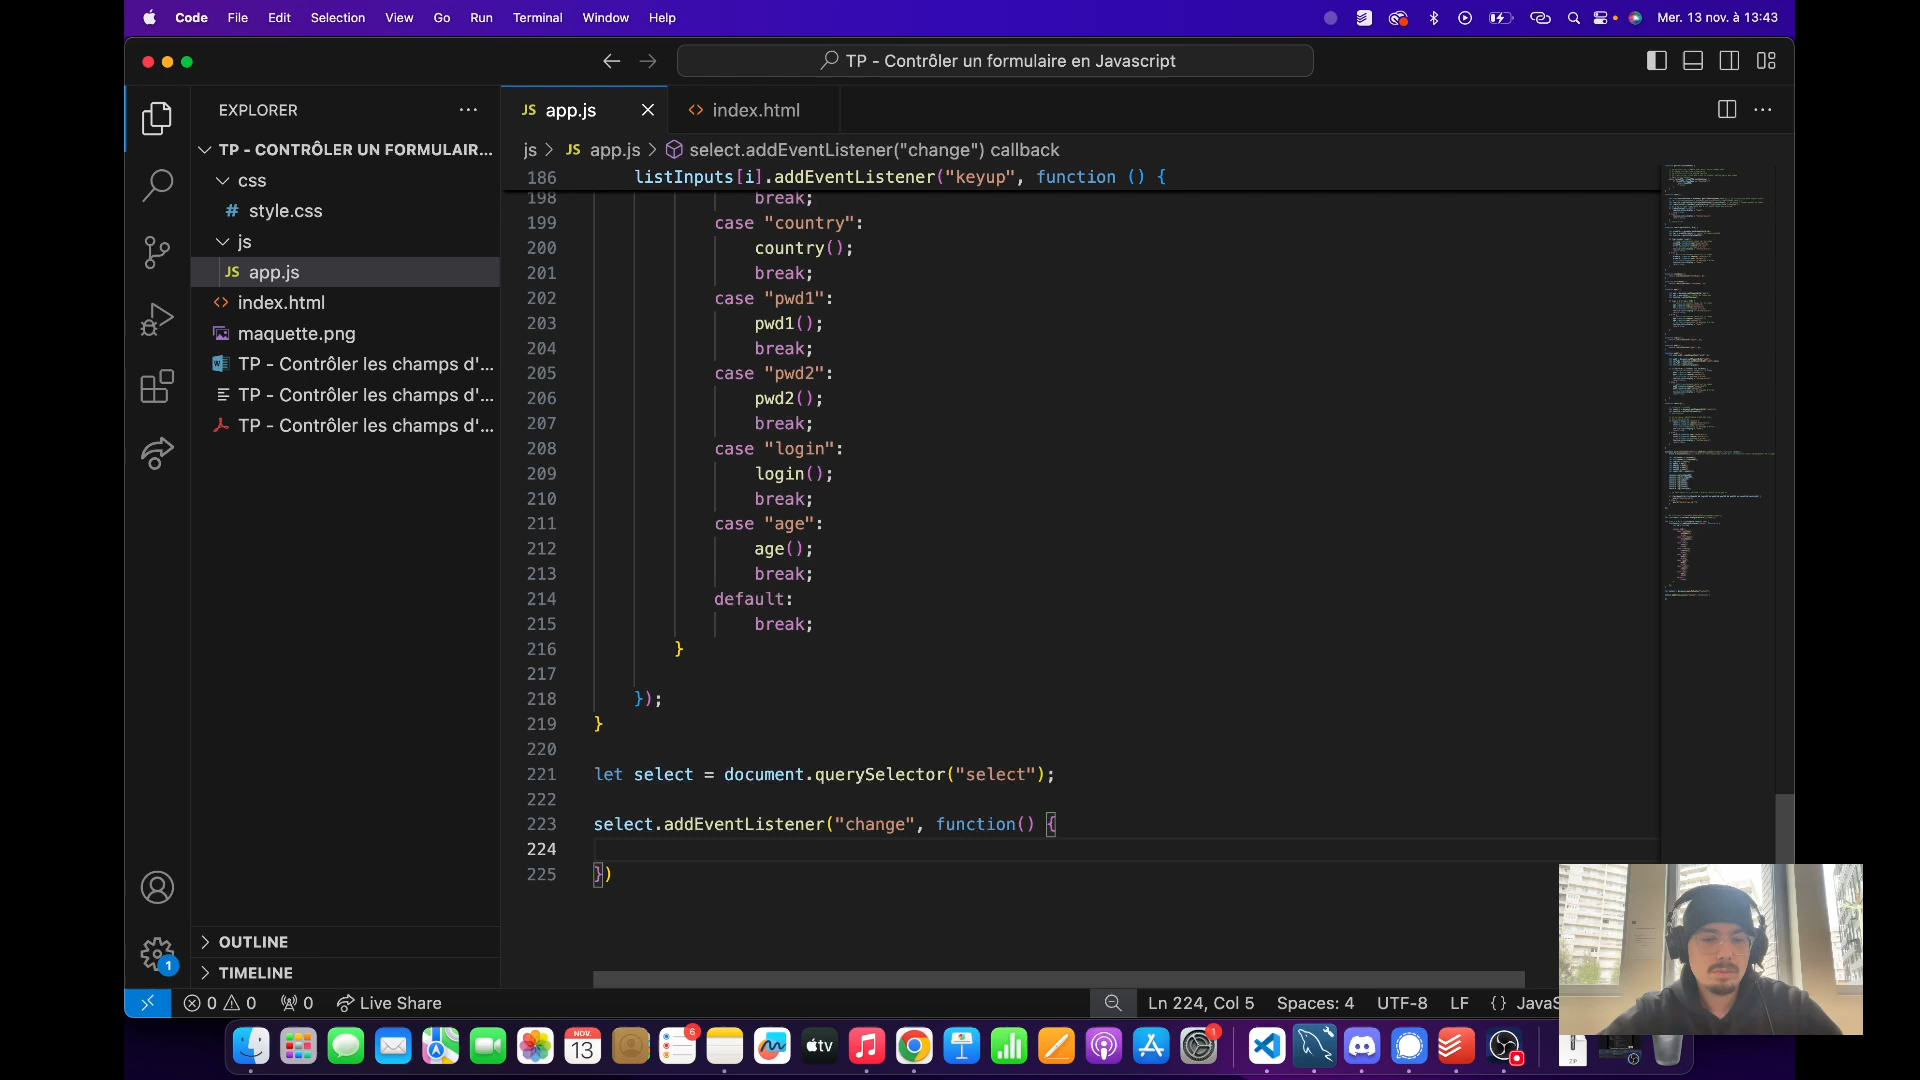 Code File Edit Selection View Go Run Terminal Window Help Mer. 13 nov. à 13:43
TP - Contrôler un formulaire en Javascript
EXPLORER
TP - CONTRÔLER UN FORMULAIR...
css
# style.css
js
JS app.js
<> index.html
maquette.png
TP - Contrôler les champs d'...
TP - Contrôler les champs d'...
TP - Contrôler les champs d'...
OUTLINE
TIMELINE
JS app.js <> index.html
js > JS app.js > select.addEventListener("change") callback
186 listInputs[i].addEventListener("keyup", function () {
198 break;
199 case "country":
200 country();
201 break;
202 case "pwd1":
203 pwd1();
204 break;
205 case "pwd2":
206 pwd2();
207 break;
208 case "login":
209 login();
210 break;
211 case "age":
212 age();
213 break;
214 default:
215 break;
216 }
217
218 });
219 }
220
221 let select = document.querySelector("select");
222
223 select.addEventListener("change", function() {
224
225 })
1
0 0 0 Live Share Ln 224, Col 5 Spaces: 4 UTF-8 LF {} JavaS
NOV.
13
6
tv
1